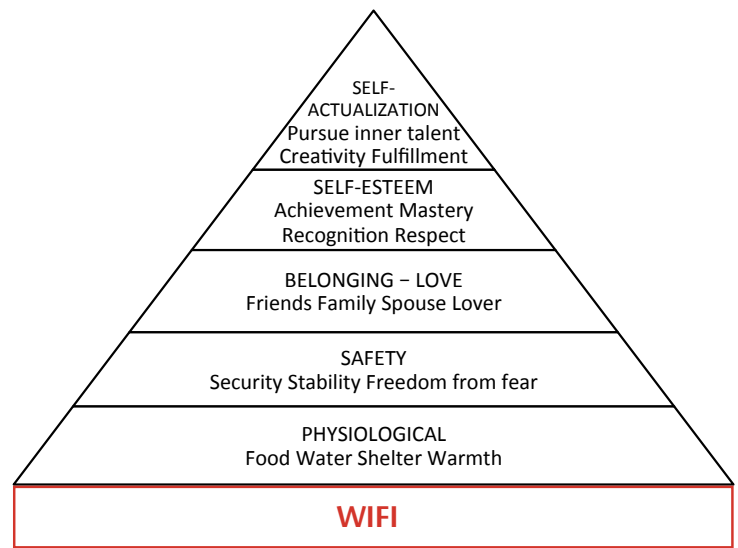 SELF-
ACTUALIZATION
Pursue inner talent
Creativity Fulfillment
SELF-ESTEEM
Achievement Mastery
Recognition Respect
BELONGING – LOVE
Friends Family Spouse Lover
SAFETY
Security Stability Freedom from fear
PHYSIOLOGICAL
Food Water Shelter Warmth
WIFI